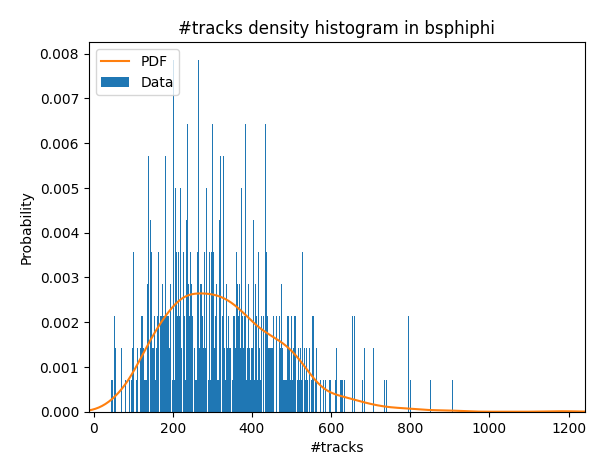 #tracks density histogram in bsphiphi
PDF
Data
0.008
0.007
0.006
0.005
0.004
0.003
0.002
0.001
0.000
Probability
0 200 400 600 800 1000 1200
#tracks